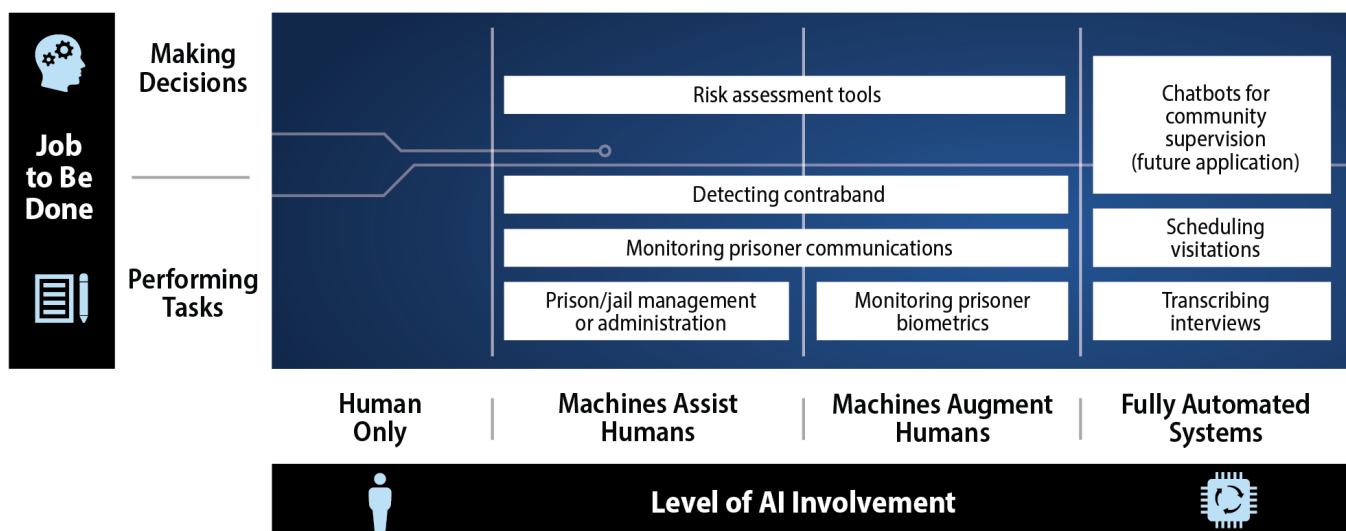 Job
to Be
Done
Making
Decisions
Performing
Tasks
Risk assessment tools
Chatbots for
community
supervision
(future application)
Detecting contraband
Monitoring prisoner communications
Scheduling
visitations
Prison/jail management
or administration
Monitoring prisoner
biometrics
Transcribing
interviews
Human
Only
Machines Assist
Humans
Machines Augment
Humans
Fully Automated
Systems
Level of AI Involvement